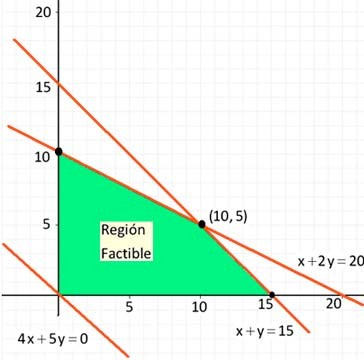 20
15
10
5
(10, 5)
Región
Factible
x+2y=20
5
10
15
20
x+y=15
4x+5y=0